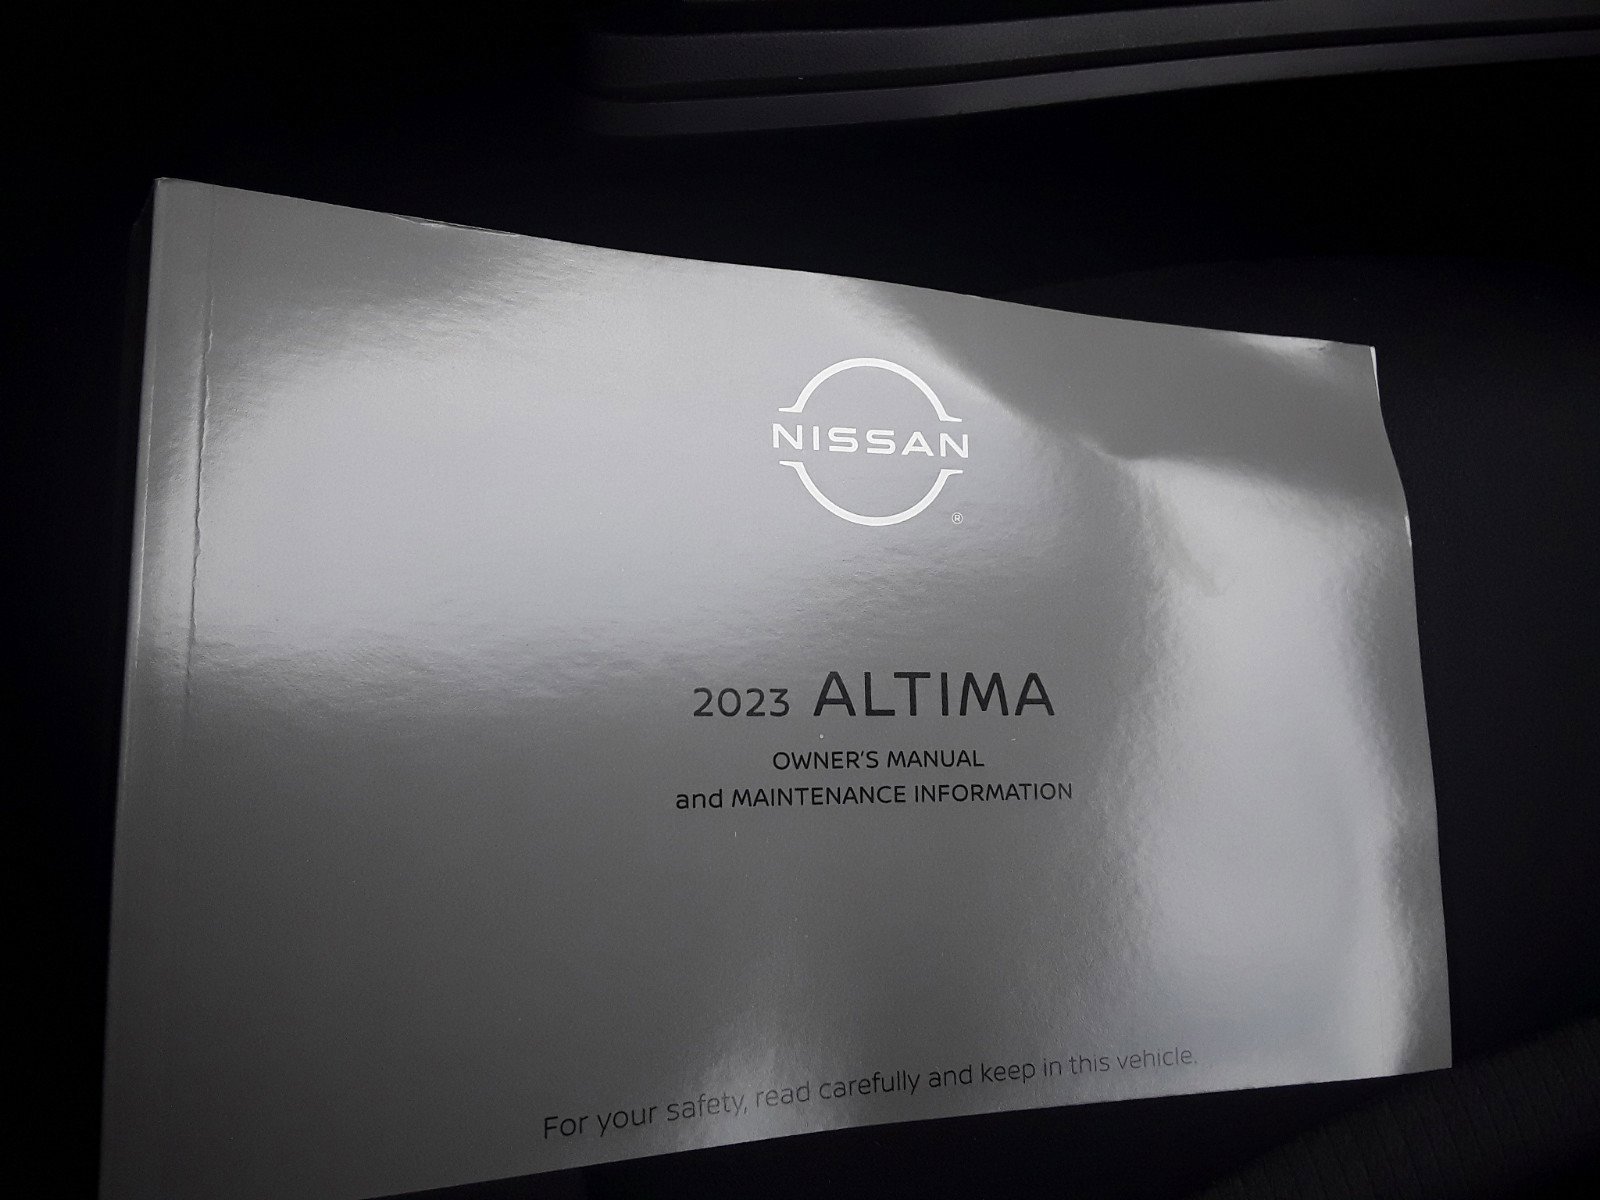 NISSAN
®
2023 ALTIMA
OWNER'S MANUAL
and MAINTENANCE INFORMATION
For your safety, read carefully and keep in this vehicle.